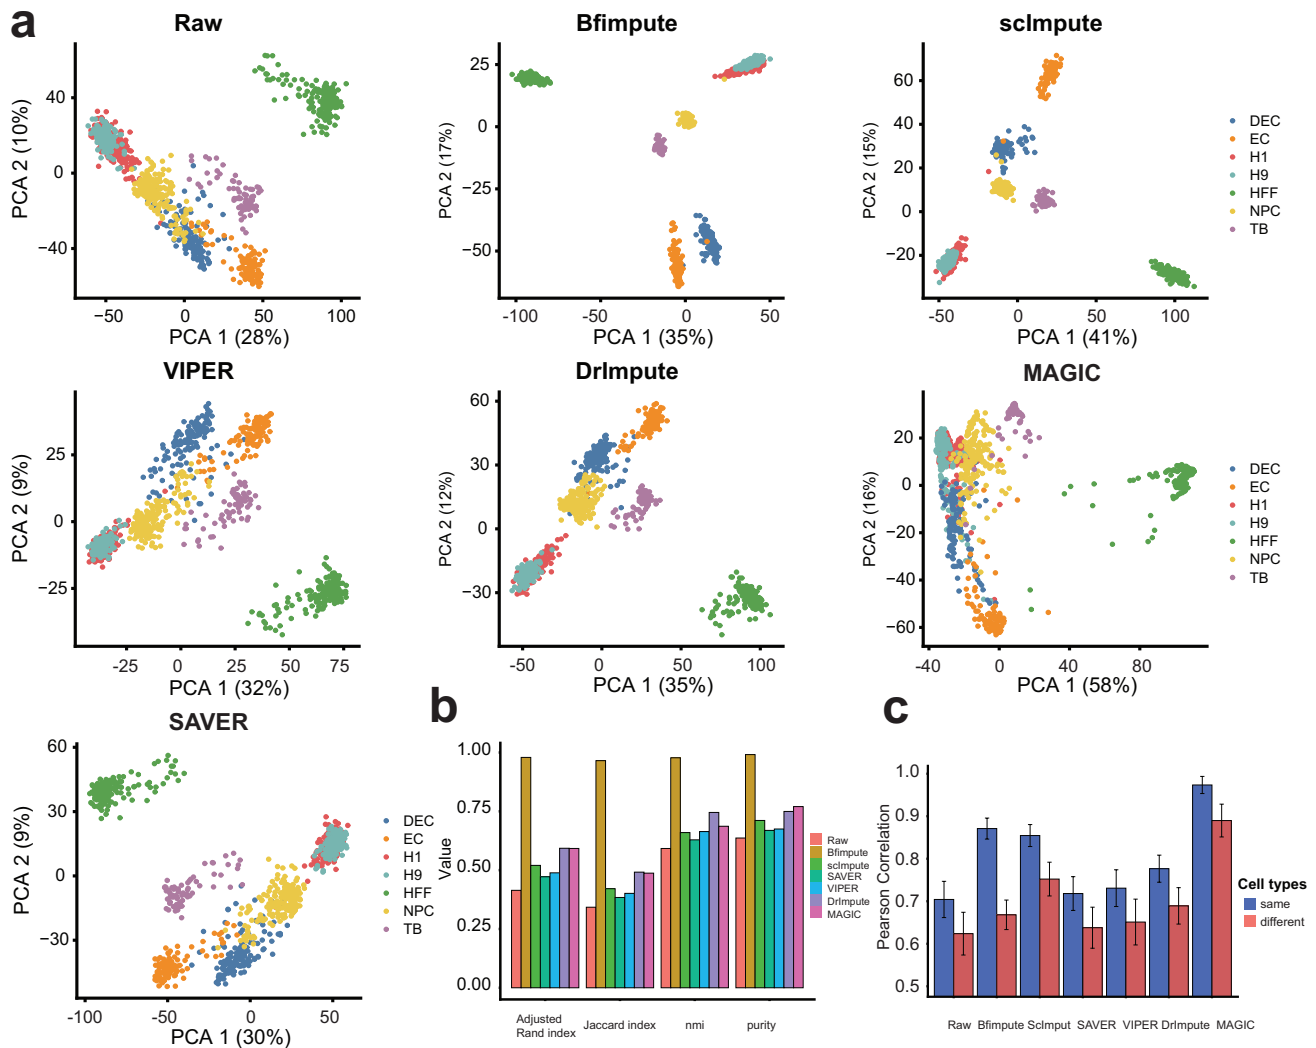 a
Raw
Bfimpute
scImpute
PCA 2 (10%)
40
0
−40
−50
0
50
100
PCA 1 (28%)
PCA 2 (17%)
25
0
−25
−50
-100
-50
0
50
PCA 1 (35%)
PCA 2 (15%)
60
40
20
0
−20
-50
0
50
100
PCA 1 (41%)
DEC
EC
H1
H9
HFF
NPC
TB
VIPER
DrImpute
MAGIC
PCA 2 (9%)
25
0
−25
-25
0
25
50
75
PCA 1 (32%)
PCA 2 (12%)
60
30
0
−30
-50
0
50
100
PCA 1 (35%)
PCA 2 (16%)
20
0
−20
−40
−60
-40
0
40
80
PCA 1 (58%)
DEC
EC
H1
H9
HFF
NPC
TB
SAVER
PCA 2 (9%)
60
30
0
−30
-100
-50
0
50
PCA 1 (30%)
DEC
EC
H1
H9
HFF
NPC
TB
b
Value
1.00
0.75
0.50
0.25
0.00
Adjusted
Rand index
Jaccard index
nmi
purity
Raw
Bfimpute
scImpute
SAVER
VIPER
DrImpute
MAGIC
c
Pearson Correlation
1.0
0.9
0.8
0.7
0.6
0.5
Raw Bfimpute ScImput SAVER VIPER DrImpute MAGIC
Cell types
same
different